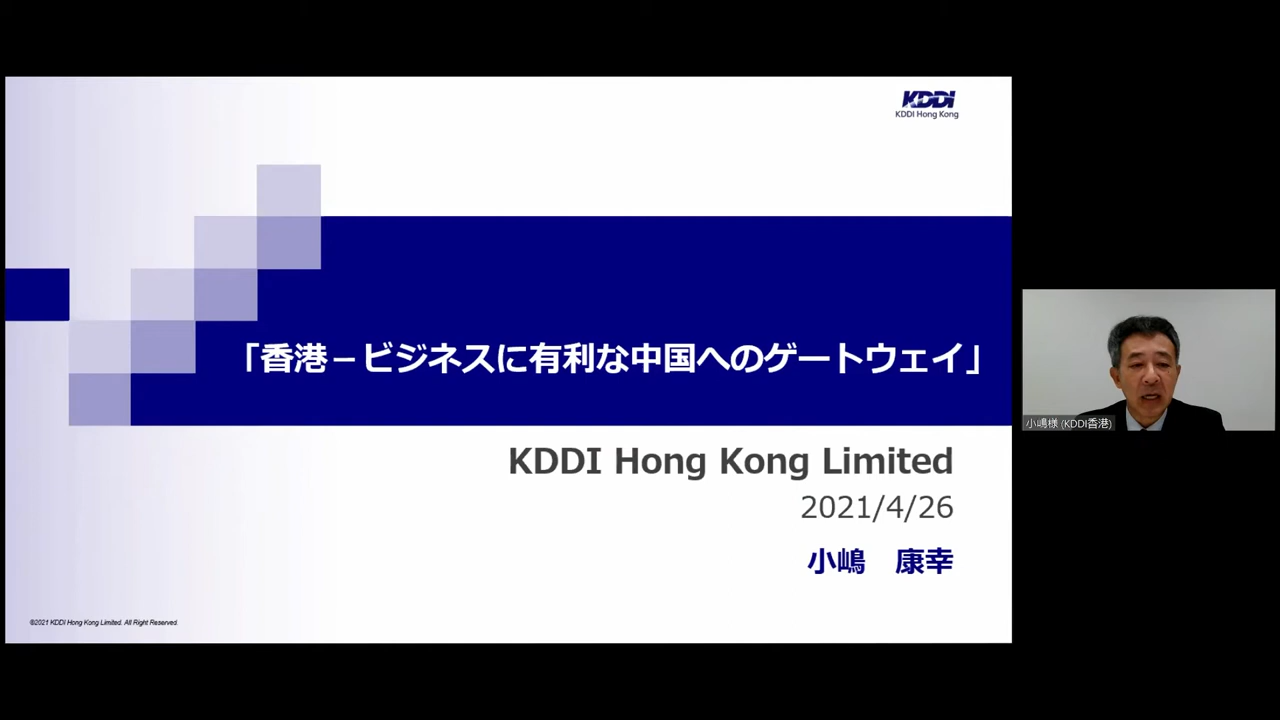 KDDI
KDDI Hong Kong
「香港－ビジネスに有利な中国へのゲートウェイ」
KDDI Hong Kong Limited
2021/4/26
小嶋　康幸
©2021 KDDI Hong Kong Limited. All Right Reserved.
小嶋様 (KDDI香港)